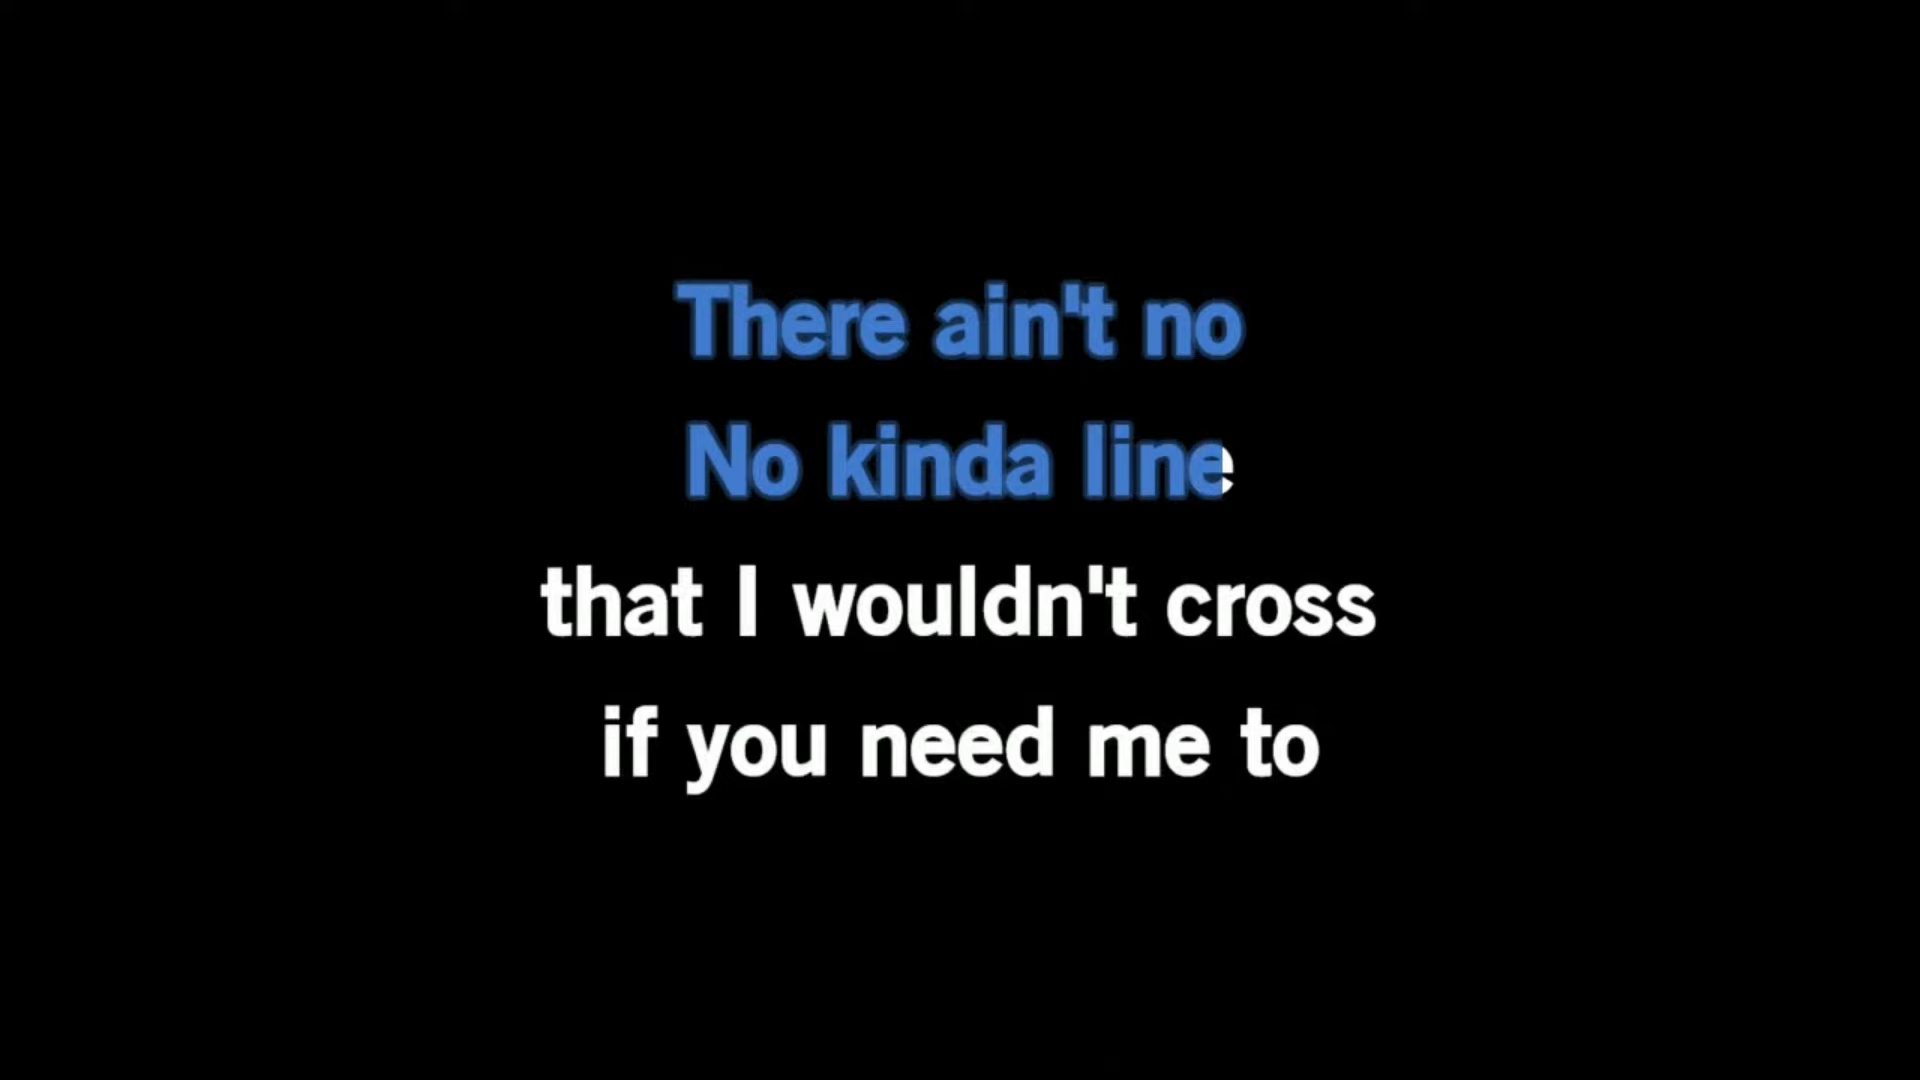 There ain't no
No kinda line
that I wouldn't cross
if you need me to